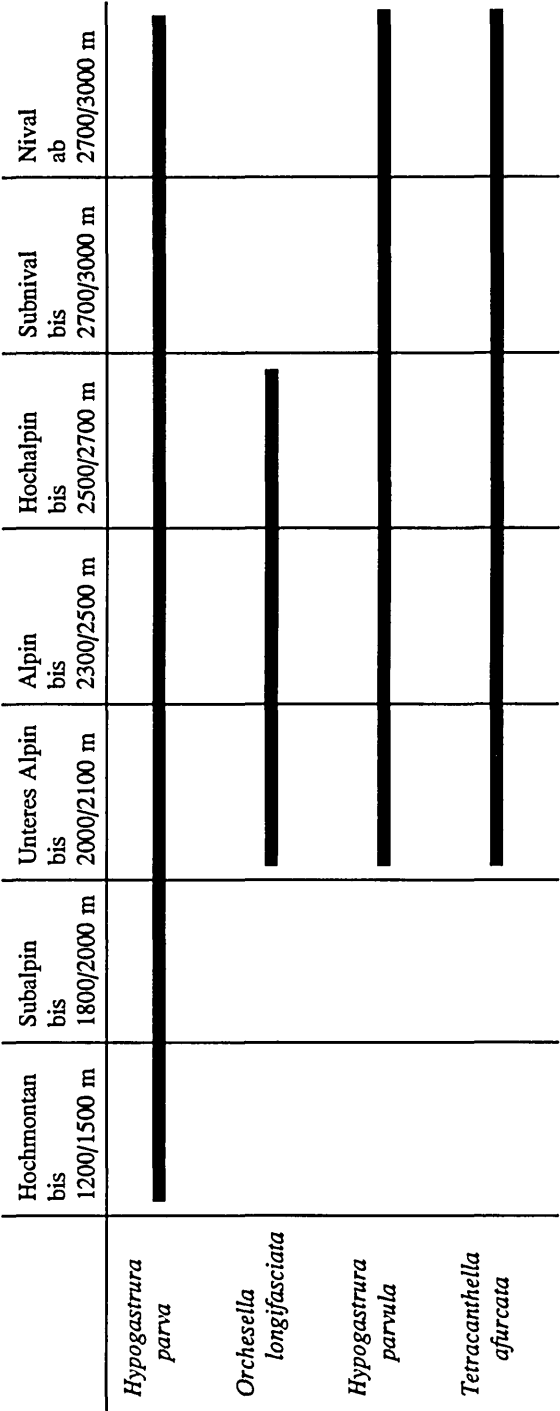 Hochmontan
bis
1200/1500 m
Subalpin
bis
1800/2000 m
Unteres Alpin
bis
2000/2100 m
Alpin
bis
2300/2500 m
Hochalpin
bis
2500/2700 m
Subnival
bis
2700/3000 m
Nival
ab
2700/3000 m
Hypogastrura
parva
Orchesella
longifasciata
Hypogastrura
parvula
Tetracanthella
afurcata